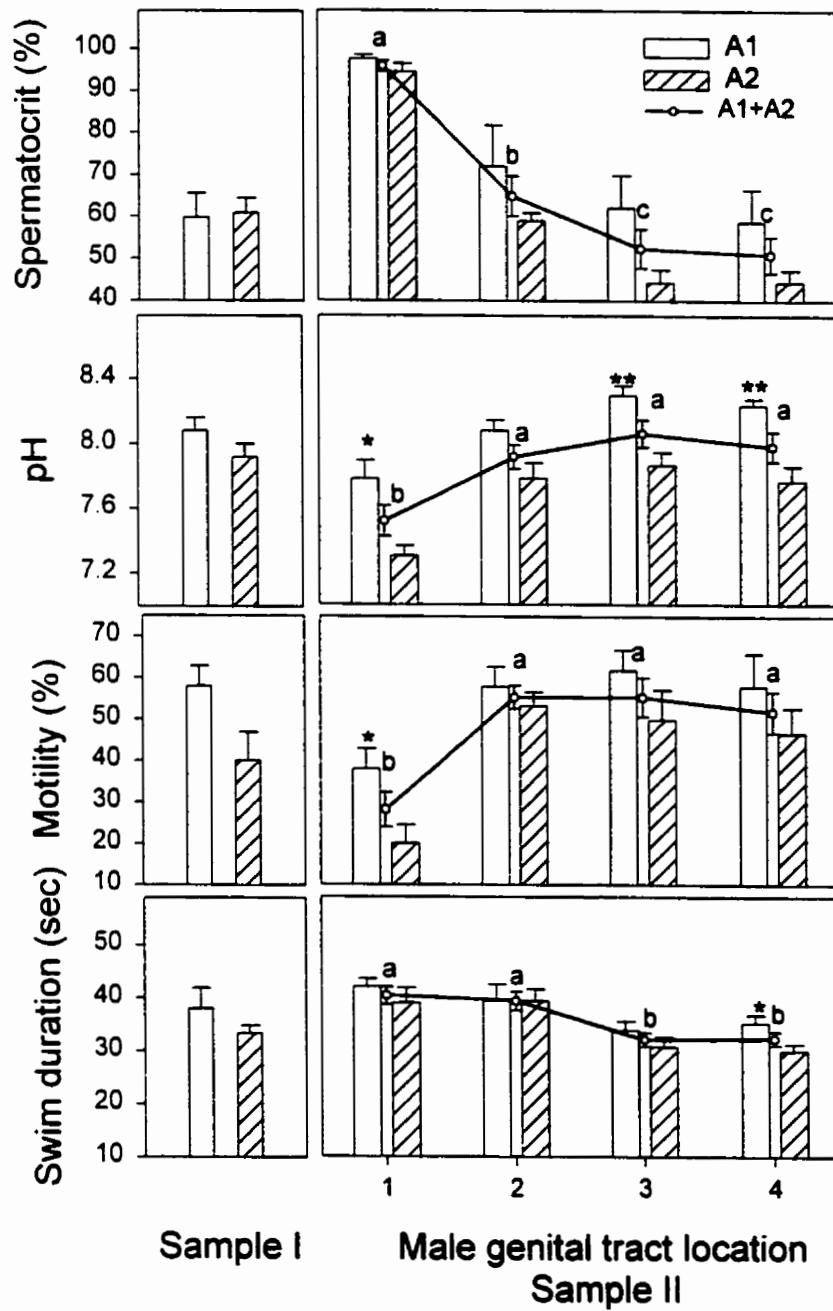 Spermatocrit (%)
100
90
80
70
60
50
40
a
b
c
c
A1
A2
A1+A2
pH
8.4
8.0
7.6
7.2
*
b
a
**
a
**
a
Motility (%)
70
60
50
40
30
20
10
*
b
a
a
a
Swim duration (sec)
50
40
30
20
10
a
a
b
*
b
1 2 3 4
Sample I
Male genital tract location
Sample II